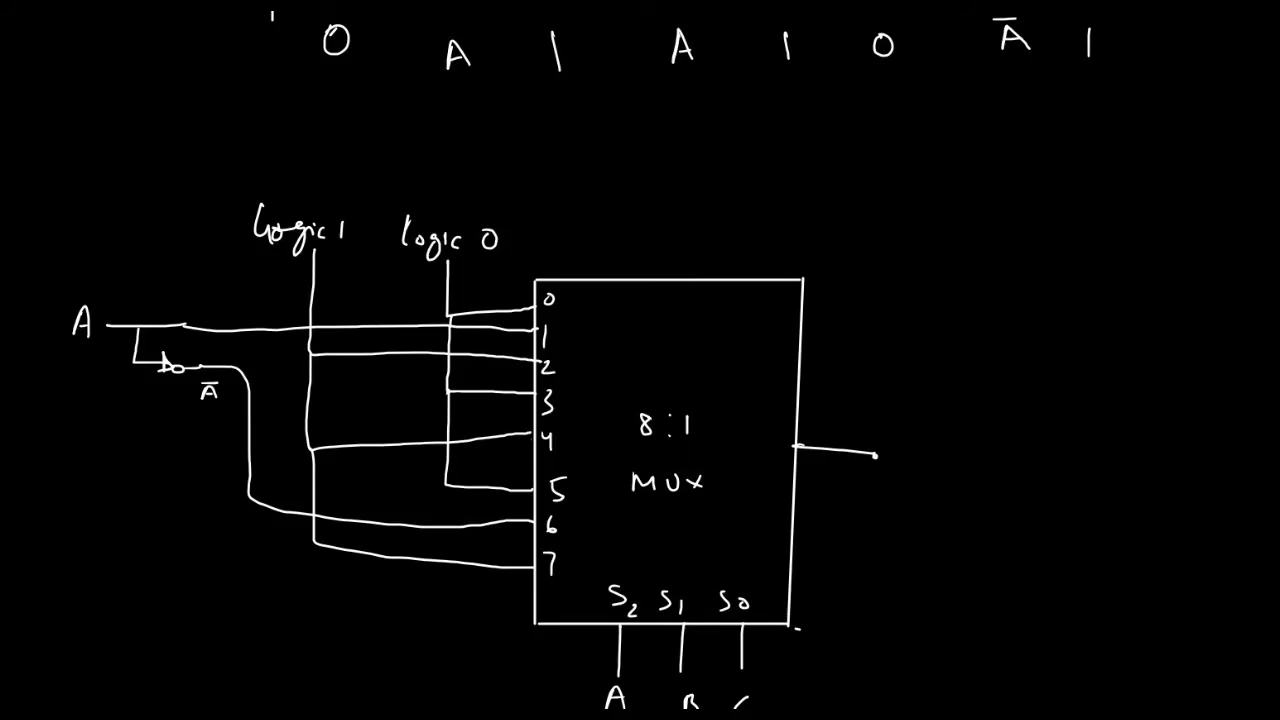 0 A 1 A 1 0 Ā 1
Logic 1 logic 0
0
A
1
2
Ā
3
8:1
4
MUX
5
6
7
S2 S1 S0
A B